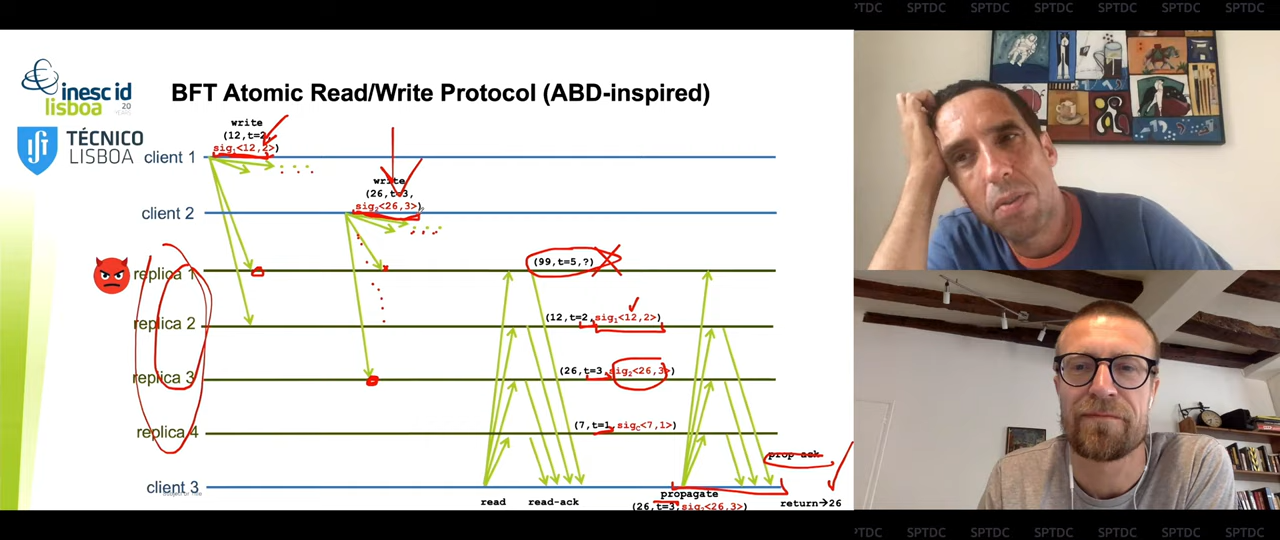 SPTDC SPTDC SPTDC SPTDC SPTDC
inesc id
lisboa
20
TÉCNICO
LISBOA
BFT Atomic Read/Write Protocol (ABD-inspired)
write
(12,t=2,
sig₁<12,2>)
client 1
write
(26,t=3,
sig₂<26,3>)
client 2
replica 1
(99,t=5,?)
replica 2
(12,t=2,sig₁<12,2>)
replica 3
(26,t=3,sig₂<26,3>)
replica 4
(7,t=1,sigc<7,1>)
prop-ack
client 3
read
read-ack
propagate
(26,t=3,sig₂<26,3>)
return→26
SPTDC SPTDC SPTDC SPTDC SPTDC